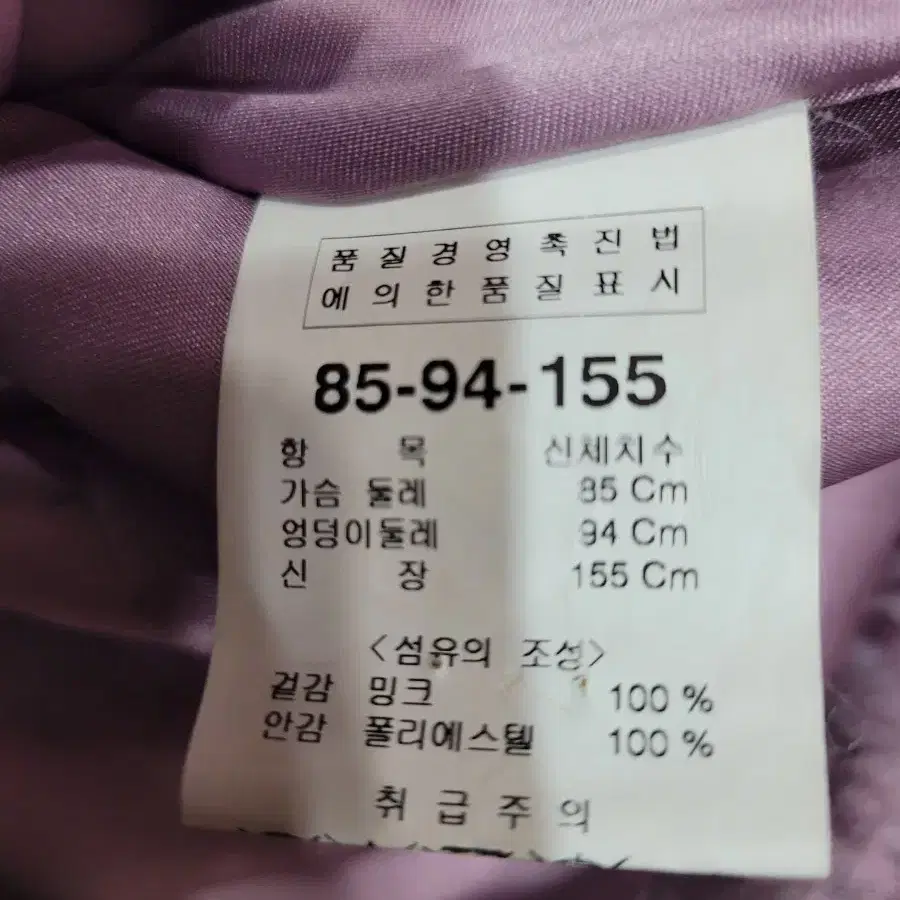 품질경영촉진법
에의한품질표시
85-94-155
항 목 신체치수
가슴 둘레 85 Cm
엉덩이둘레 94 Cm
신 장 155 Cm
<섬유의 조성>
겉감 밍크 100 %
안감 폴리에스텔 100 %
취급주의